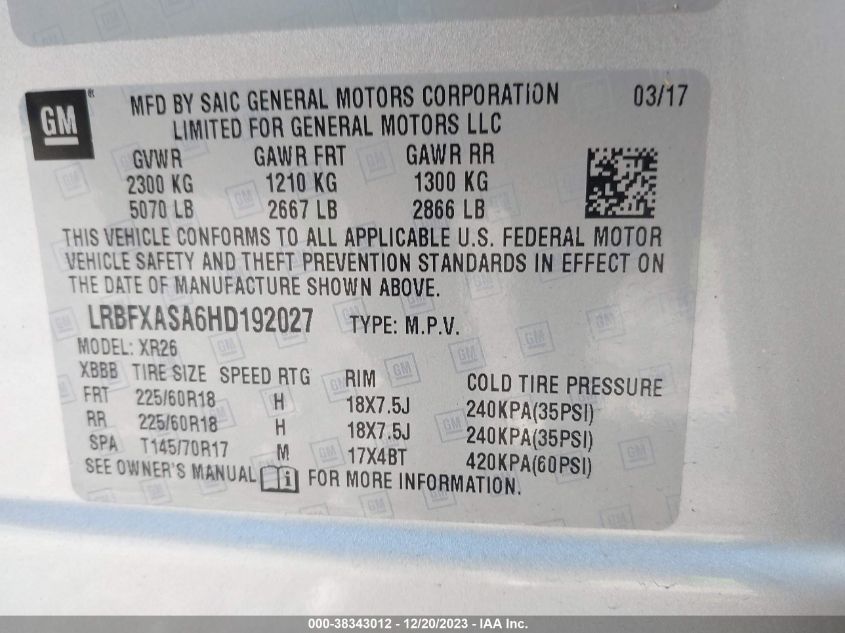 GM
®
MFD BY SAIC GENERAL MOTORS CORPORATION 03/17
LIMITED FOR GENERAL MOTORS LLC
GVWR GAWR FRT GAWR RR
2300 KG 1210 KG 1300 KG
5070 LB 2667 LB 2866 LB
THIS VEHICLE CONFORMS TO ALL APPLICABLE U.S. FEDERAL MOTOR
VEHICLE SAFETY AND THEFT PREVENTION STANDARDS IN EFFECT ON
THE DATE OF MANUFACTURE SHOWN ABOVE.
LRBFXASA6HD192027 TYPE: M.P.V.
MODEL: XR26
XBBB TIRE SIZE SPEED RTG RIM COLD TIRE PRESSURE
FRT 225/60R18 H 18X7.5J 240KPA(35PSI)
RR 225/60R18 H 18X7.5J 240KPA(35PSI)
SPA T145/70R17 M 17X4BT 420KPA(60PSI)
SEE OWNER'S MANUAL i FOR MORE INFORMATION.
000-38343012 - 12/20/2023 - IAA Inc.